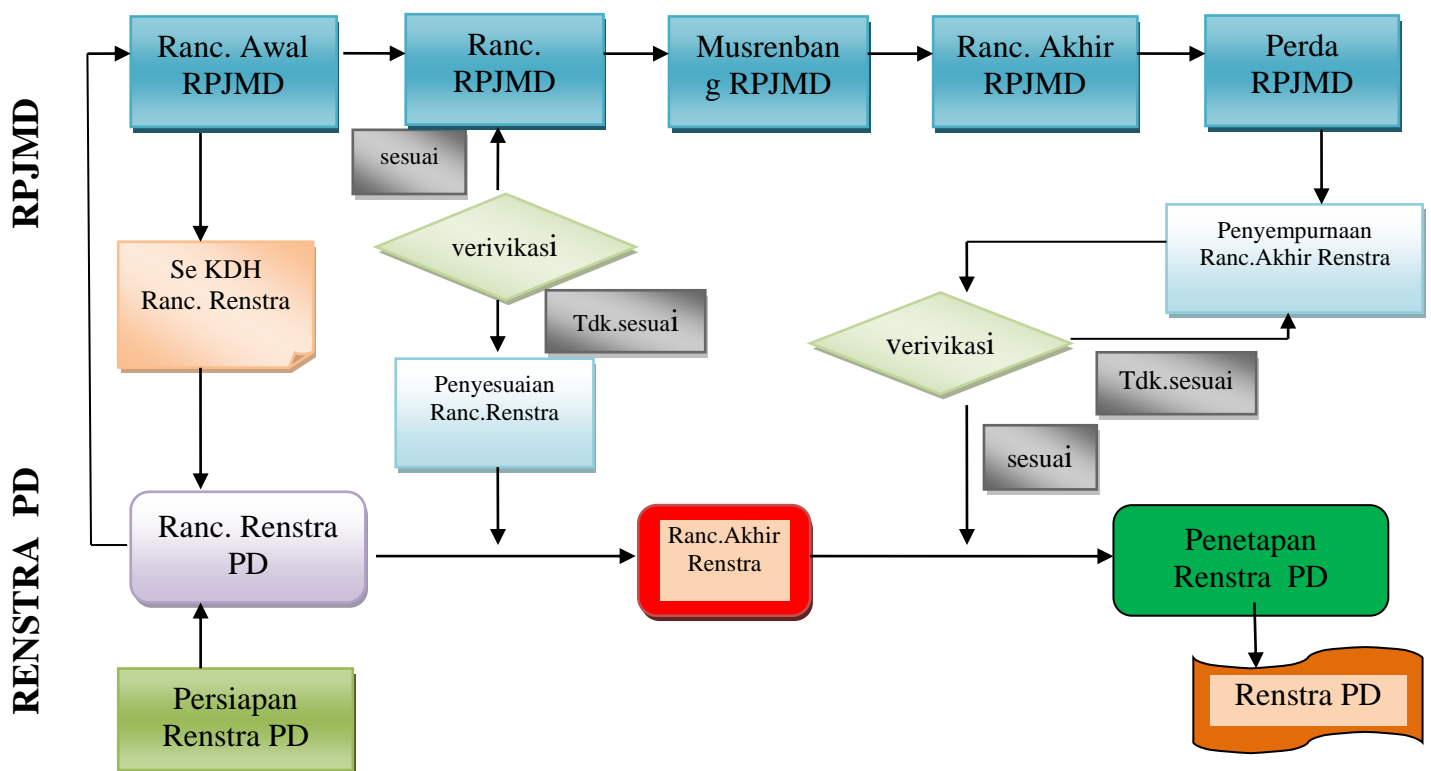 Ranc. Awal
RPJMD
Ranc.
RPJMD
Musrenban
g RPJMD
Ranc. Akhir
RPJMD
Perda
RPJMD
RPJMD
sesuai
verivikasi
Tdk.sesuai
Se KDH
Ranc. Renstra
Penyesuaian
Ranc.Renstra
Penyempurnaan
Ranc.Akhir Renstra
verivikasi
Tdk.sesuai
sesuai
RENSTRA PD
Ranc. Renstra
PD
Ranc.Akhir
Renstra
Penetapan
Renstra PD
Persiapan
Renstra PD
Renstra PD